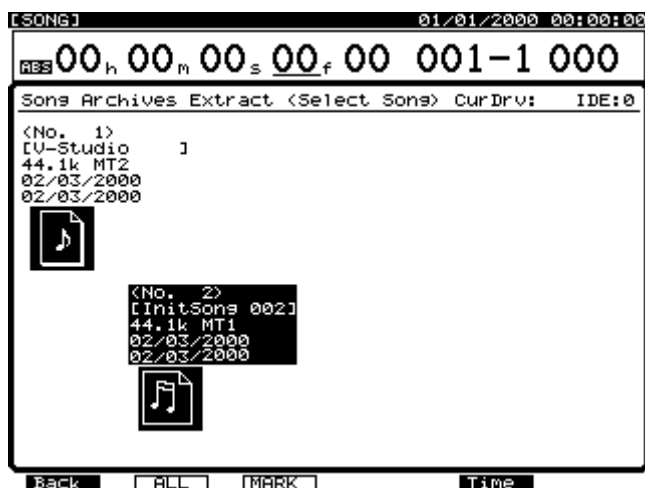 [SONG] 01/01/2000 00:00:00
ABS 00h 00m 00s 00f 00 001-1 000
Song Archives Extract <Select Song> CurDrv: IDE:0
<No. 1>
[V-Studio ]
44.1k MT2
02/03/2000
02/03/2000
<No. 2>
[InitSong 002]
44.1k MT1
02/03/2000
02/03/2000
Back ALL MARK Time